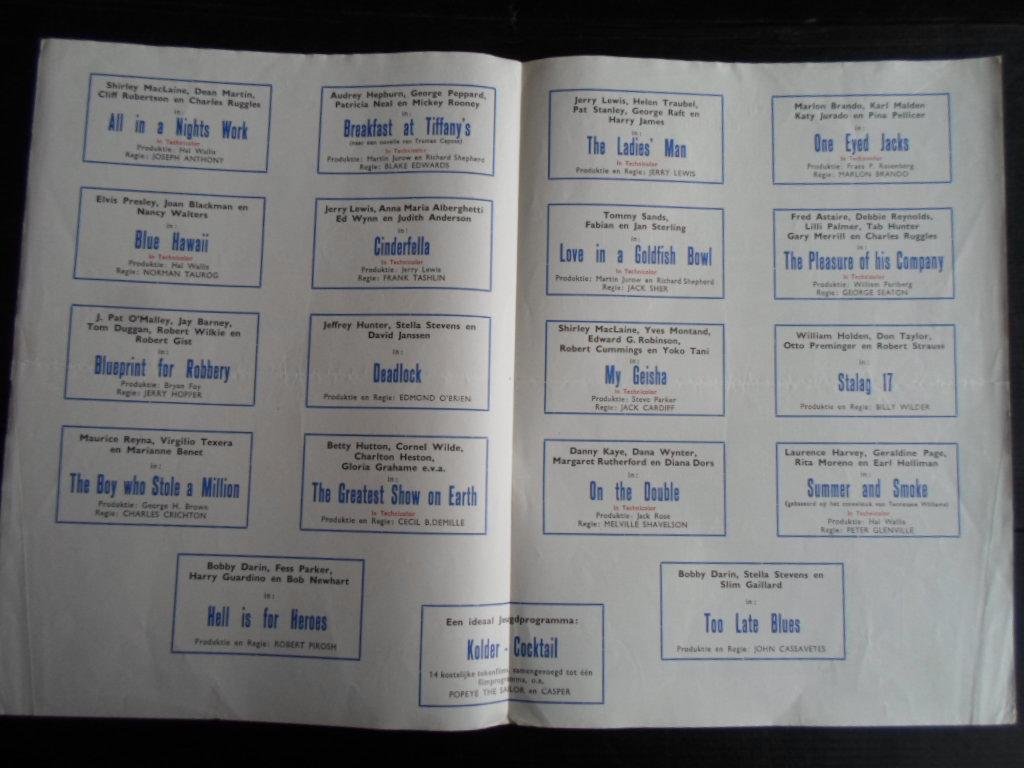 Shirley MacLaine, Dean Martin,
Cliff Robertson en Charles Ruggles
in:
All in a Nights Work
In Technicolor
Produktie: Hal Wallis
Regie: JOSEPH ANTHONY
Audrey Hepburn, George Peppard,
Patricia Neal en Mickey Rooney
in:
Breakfast at Tiffany's
(naar een novelle van Truman Capote)
In Technicolor
Produktie: Martin Jurow en Richard Shepherd
Regie: BLAKE EDWARDS
Jerry Lewis, Helen Traubel,
Pat Stanley, George Raft en
Harry James
in:
The Ladies' Man
In Technicolor
Produktie en Regie: JERRY LEWIS
Marlon Brando, Karl Malden
Katy Jurado en Pina Pellicer
in:
One Eyed Jacks
In Technicolor
Produktie: Frank P. Rosenberg
Regie: MARLON BRANDO
Elvis Presley, Joan Blackman en
Nancy Walters
in:
Blue Hawaii
In Technicolor
Produktie: Hal Wallis
Regie: NORMAN TAUROG
Jerry Lewis, Anna Maria Alberghetti
Ed Wynn en Judith Anderson
in:
Cinderfella
In Technicolor
Produktie: Jerry Lewis
Regie: FRANK TASHLIN
Tommy Sands,
Fabian en Jan Sterling
in:
Love in a Goldfish Bowl
In Technicolor
Produktie: Martin Jurow en Richard Shepherd
Regie: JACK SHER
Fred Astaire, Debbie Reynolds,
Lilli Palmer, Tab Hunter
Gary Merrill en Charles Ruggles
in:
The Pleasure of his Company
In Technicolor
Produktie: William Perlberg
Regie: GEORGE SEATON
J. Pat O'Malley, Jay Barney,
Tom Duggan, Robert Wilkie en
Robert Gist
in:
Blueprint for Robbery
Produktie: Bryan Foy
Regie: JERRY HOPPER
Jeffrey Hunter, Stella Stevens en
David Janssen
in:
Deadlock
Produktie en Regie: EDMOND O'BRIEN
Shirley MacLaine, Yves Montand,
Edward G. Robinson,
Robert Cummings en Yoko Tani
in:
My Geisha
In Technicolor
Produktie: Steve Parker
Regie: JACK CARDIFF
William Holden, Don Taylor,
Otto Preminger en Robert Strauss
in:
Stalag 17
Produktie en Regie: BILLY WILDER
Maurice Reyna, Virgilio Texera
en Marianne Benet
in:
The Boy who Stole a Million
Produktie: George H. Brown
Regie: CHARLES CRICHTON
Betty Hutton, Cornel Wilde,
Charlton Heston,
Gloria Grahame e.v.a.
in:
The Greatest Show on Earth
In Technicolor
Produktie en Regie: CECIL B.DEMILLE
Danny Kaye, Dana Wynter,
Margaret Rutherford en Diana Dors
in:
On the Double
In Technicolor
Produktie: Jack Rose
Regie: MELVILLE SHAVELSON
Laurence Harvey, Geraldine Page,
Rita Moreno en Earl Holliman
in:
Summer and Smoke
(gebaseerd op het toneelstuk van Tennessee Williams)
In Technicolor
Produktie: Hal Wallis
Regie: PETER GLENVILLE
Bobby Darin, Fess Parker,
Harry Guardino en Bob Newhart
in:
Hell is for Heroes
Produktie en Regie: ROBERT PIROSH
Een ideaal Jeugdprogramma:
Kolder - Cocktail
14 kostelijke tekenfilms, samengevoegd tot één
filmprogramma, o.a.
POPEYE THE SAILOR en CASPER
Bobby Darin, Stella Stevens en
Slim Gaillard
in:
Too Late Blues
Produktie en Regie: JOHN CASSAVETES